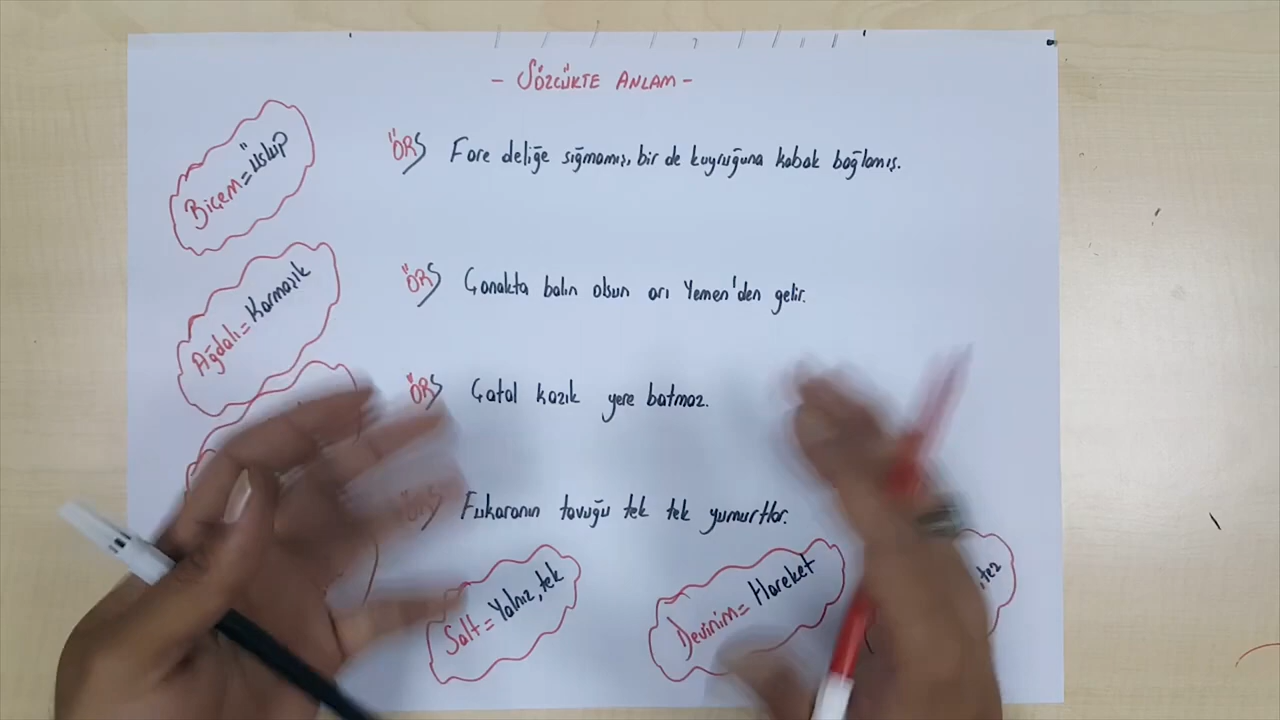 - SÖZCÜKTE ANLAM -
Biçem = Üslup
ÖRS Fare deliğe sığmamış, bir de kuyruğuna kabak bağlamış.
Ağdalı = Karmaşık
ÖRS Çanakta balın olsun arı Yemen'den gelir.
ÖRS Çatal kazık yere batmaz.
ÖRS Fukaranın tavuğu tek tek yumurtlar.
Salt = Yalnız, tek
Devinim = Hareket
, tez